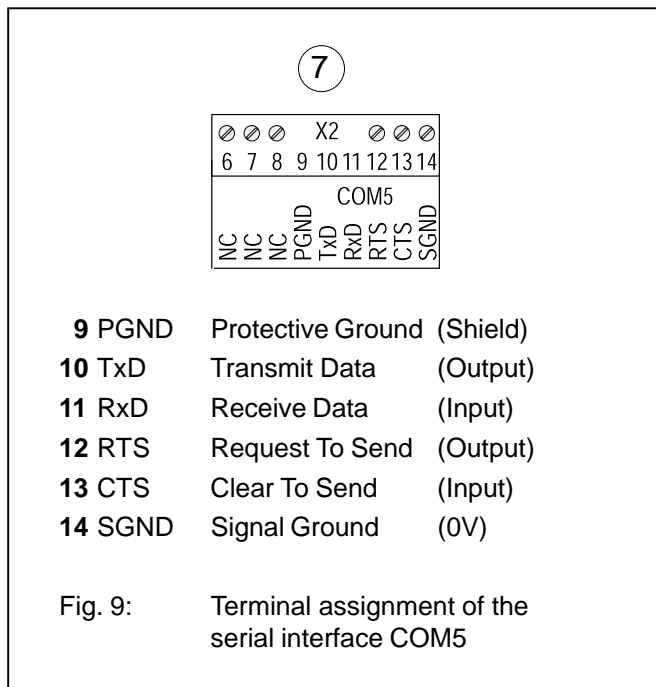 7
X2
6 7 8 9 10 11 12 13 14
COM5
NC NC NC PGND TxD RxD RTS CTS SGND
9 PGND Protective Ground (Shield)
10 TxD Transmit Data (Output)
11 RxD Receive Data (Input)
12 RTS Request To Send (Output)
13 CTS Clear To Send (Input)
14 SGND Signal Ground (0V)
Fig. 9: Terminal assignment of the
serial interface COM5